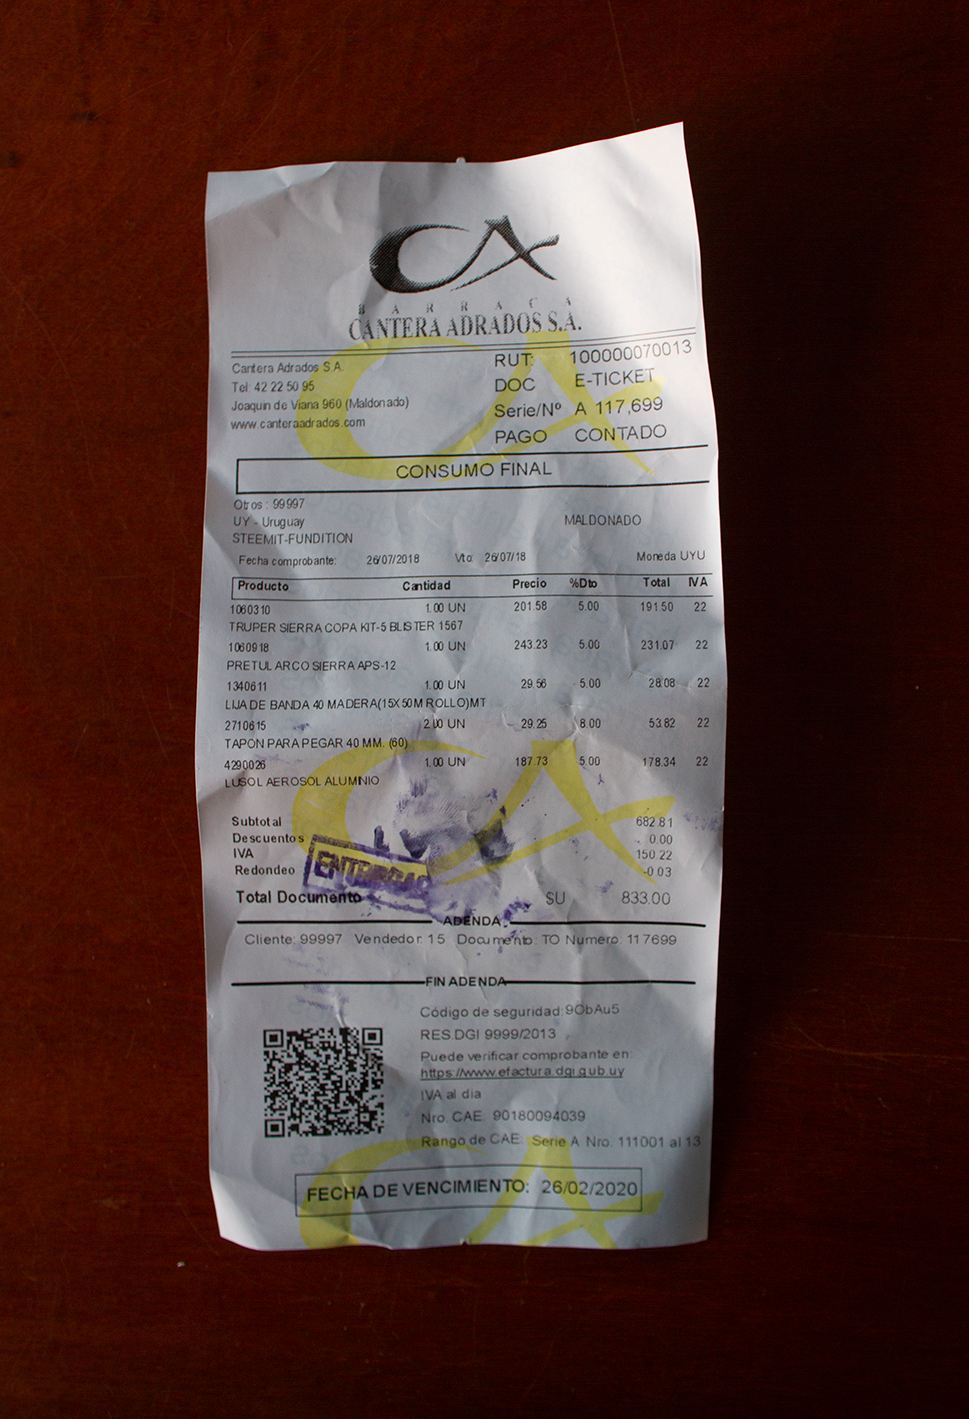 CA
BARRACA
CANTERA ADRADOS S.A.
Cantera Adrados S.A.
Tel: 42 22 50 95
Joaquin de Viana 960 (Maldonado)
www.canteraadrados.com
RUT: 100000070013
DOC E-TICKET
Serie/Nº A 117,699
PAGO CONTADO
CONSUMO FINAL
Otros : 99997
UY - Uruguay MALDONADO
STEEMIT-FUNDITION
Fecha comprobante: 26/07/2018 Vto: 26/07/18 Moneda UYU
Producto Cantidad Precio %Dto Total IVA
1060310 1.00 UN 201.58 5.00 191.50 22
TRUPER SIERRA COPA KIT-5 BLISTER 1567
1060918 1.00 UN 243.23 5.00 231.07 22
PRETUL ARCO SIERRA APS-12
1340611 1.00 UN 29.56 5.00 28.08 22
LIJA DE BANDA 40 MADERA(15X50M ROLLO)MT
2710615 2.00 UN 29.25 8.00 53.82 22
TAPON PARA PEGAR 40 MM. (60)
4290026 1.00 UN 187.73 5.00 178.34 22
LUSOL AEROSOL ALUMINIO
Subtotal 682.81
Descuentos 0.00
IVA 150.22
Redondeo -0.03
Total Documento $U 833.00
ADENDA
Cliente: 99997 Vendedor: 15 Documento: TO Numero: 117699
FIN ADENDA
Código de seguridad: 9ObAu5
RES.DGI 9999/2013
Puede verificar comprobante en:
https://www.efactura.dgi.gub.uy
IVA al dia
Nro. CAE: 90180094039
Rango de CAE: Serie A Nro. 111001 al 13
FECHA DE VENCIMIENTO: 26/02/2020